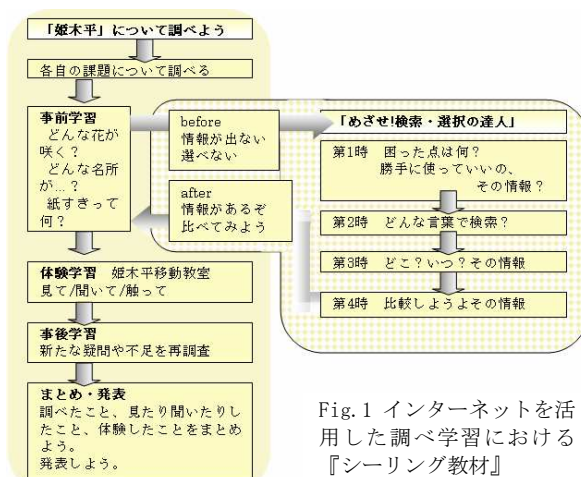 「姫木平」について調べよう
各自の課題について調べる
事前学習
どんな花が
咲く？
どんな名所
が…？
紙すきって
何？
before
情報が出ない
選べない
after
情報があるぞ
比べてみよう
「めざせ!検索・選択の達人」
第1時　困った点は何？
勝手に使っていいの、
その情報？
第2時　どんな言葉で検索？
第3時　どこ？いつ？その情報
第4時　比較しようよその情報
体験学習　姫木平移動教室
見て/聞いて/触って
事後学習
新たな疑問や不足を再調査
まとめ・発表
調べたこと、見たり聞いたりし
たこと、体験したことをまとめ
よう。
発表しよう。
Fig.1 インターネットを活
用した調べ学習における
『シーリング教材』